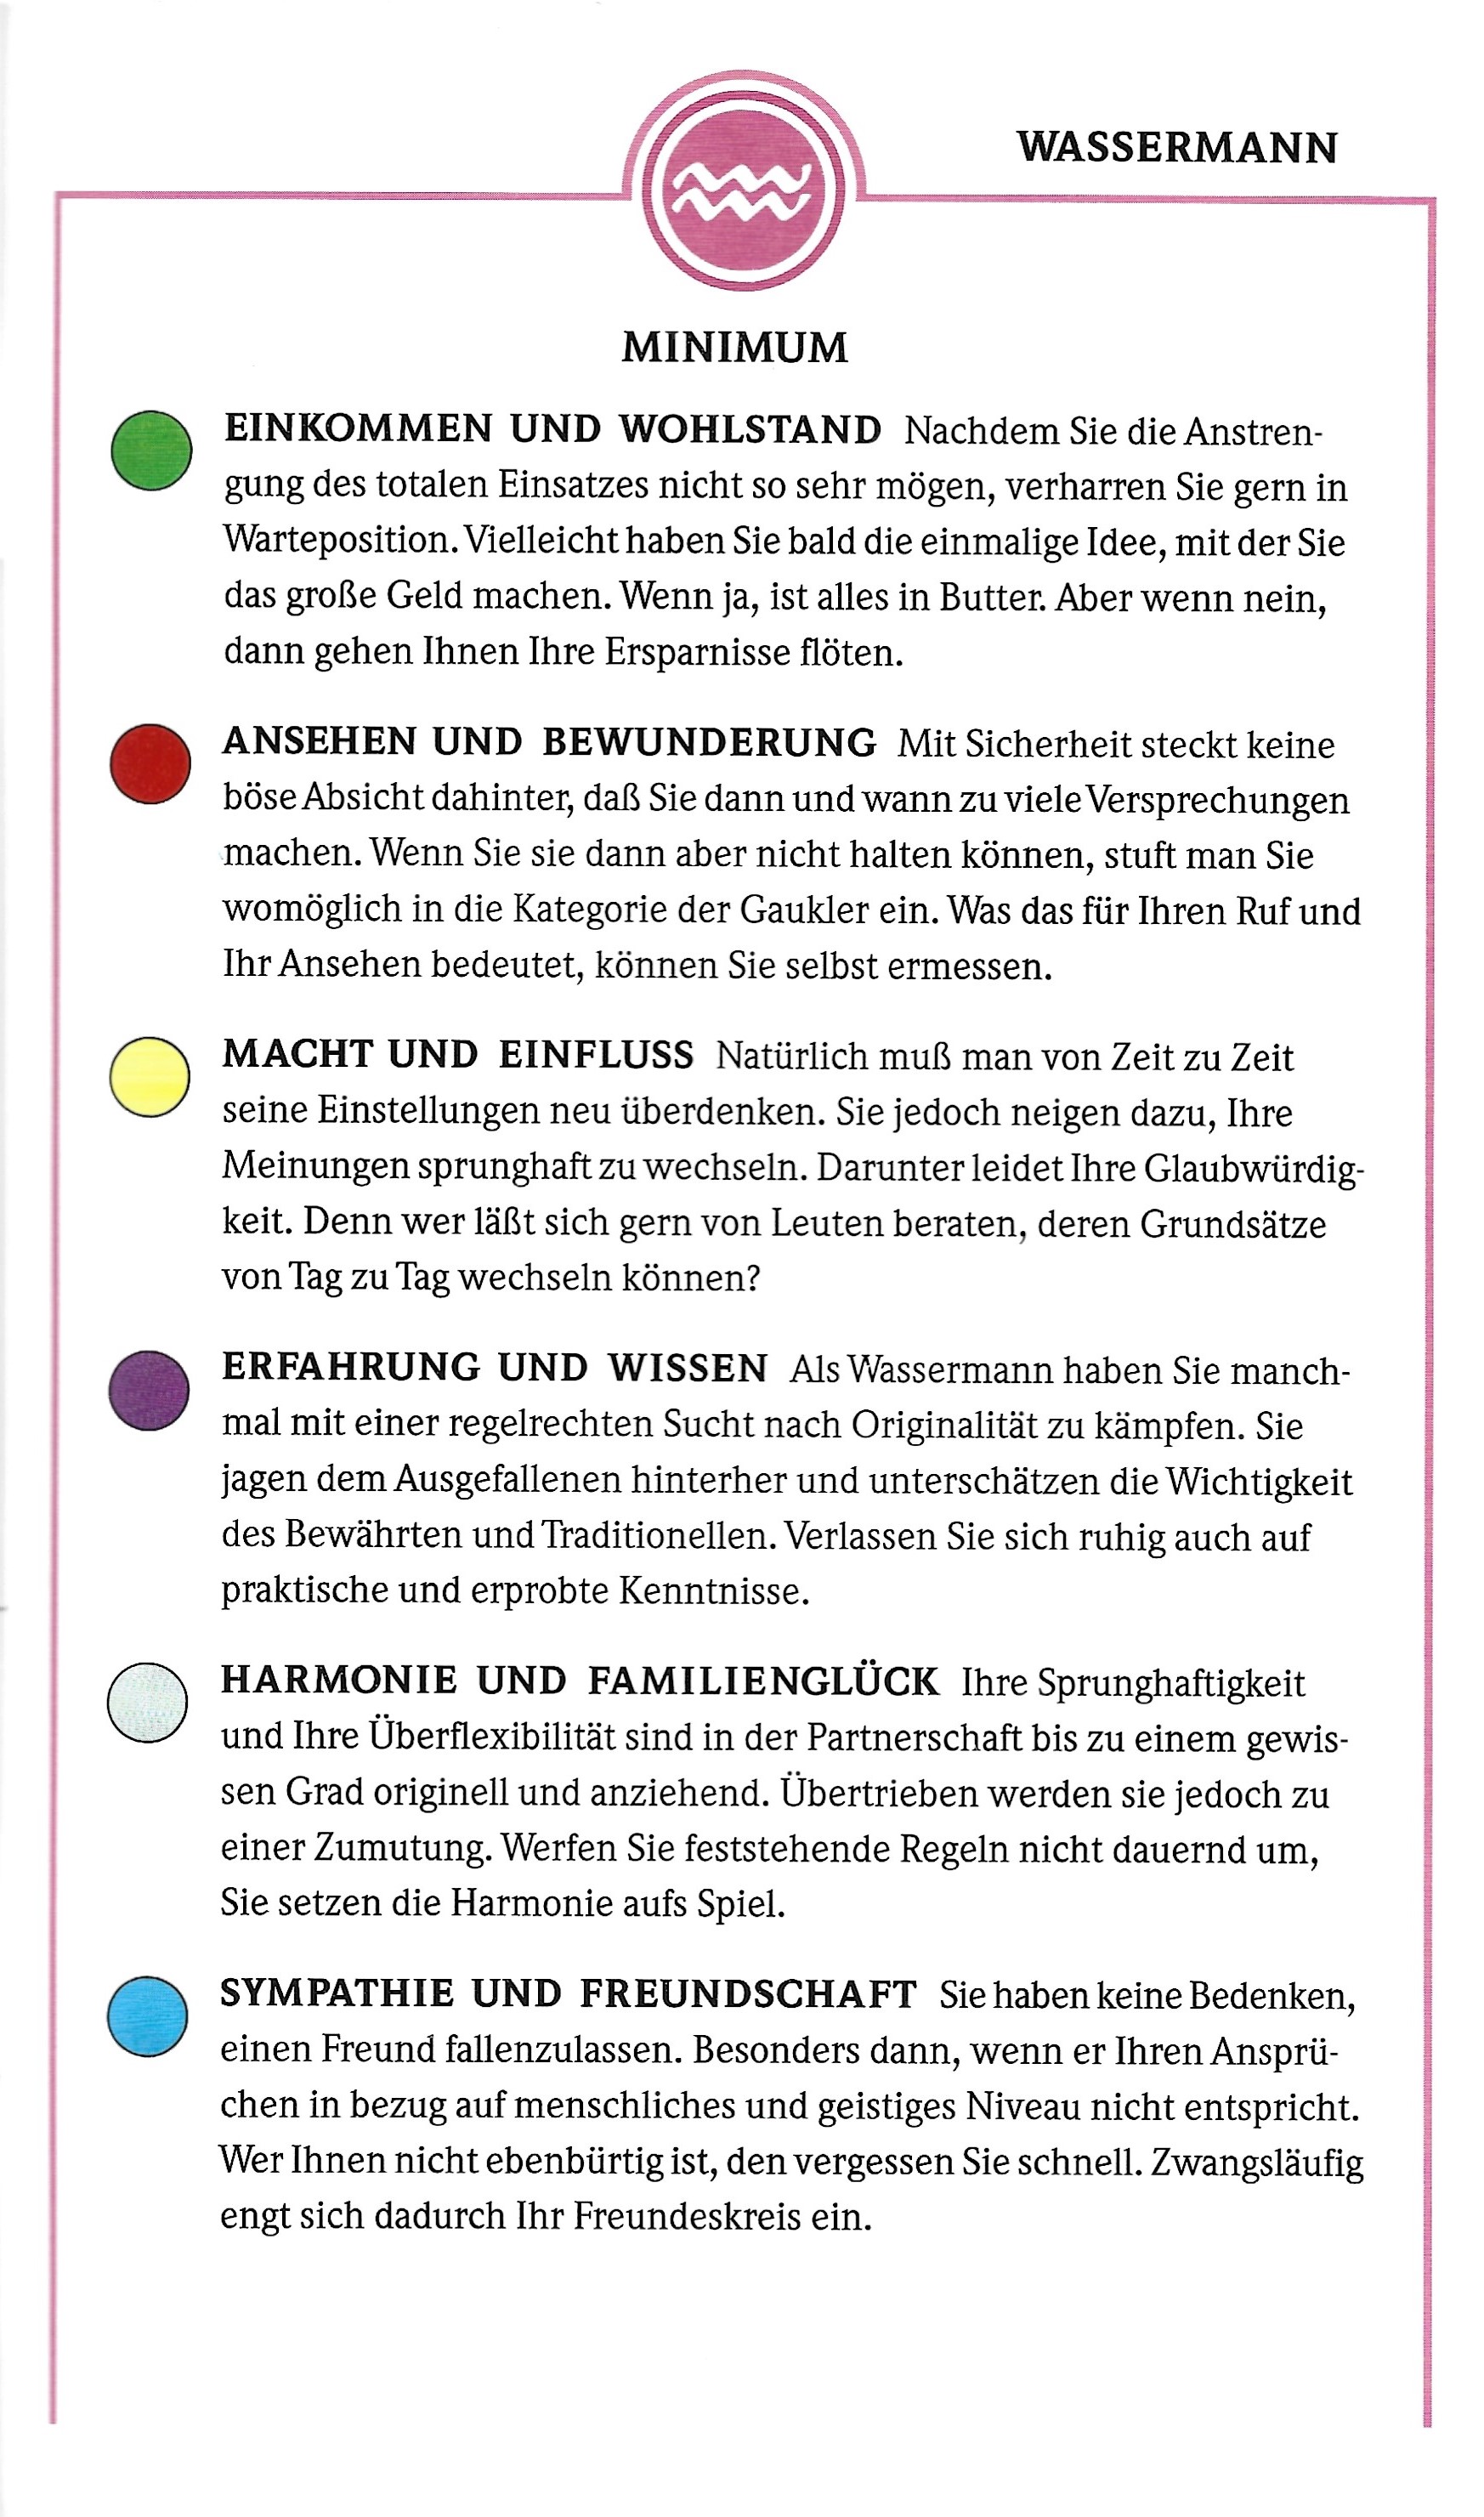 WASSERMANN
MINIMUM
EINKOMMEN UND WOHLSTAND Nachdem Sie die Anstren-
gung des totalen Einsatzes nicht so sehr mögen, verharren Sie gern in
Warteposition. Vielleicht haben Sie bald die einmalige Idee, mit der Sie
das große Geld machen. Wenn ja, ist alles in Butter. Aber wenn nein,
dann gehen Ihnen Ihre Ersparnisse flöten.
ANSEHEN UND BEWUNDERUNG Mit Sicherheit steckt keine
böse Absicht dahinter, daß Sie dann und wann zu viele Versprechungen
machen. Wenn Sie sie dann aber nicht halten können, stuft man Sie
womöglich in die Kategorie der Gaukler ein. Was das für Ihren Ruf und
Ihr Ansehen bedeutet, können Sie selbst ermessen.
MACHT UND EINFLUSS Natürlich muß man von Zeit zu Zeit
seine Einstellungen neu überdenken. Sie jedoch neigen dazu, Ihre
Meinungen sprunghaft zu wechseln. Darunter leidet Ihre Glaubwürdig-
keit. Denn wer läßt sich gern von Leuten beraten, deren Grundsätze
von Tag zu Tag wechseln können?
ERFAHRUNG UND WISSEN Als Wassermann haben Sie manch-
mal mit einer regelrechten Sucht nach Originalität zu kämpfen. Sie
jagen dem Ausgefallenen hinterher und unterschätzen die Wichtigkeit
des Bewährten und Traditionellen. Verlassen Sie sich ruhig auch auf
praktische und erprobte Kenntnisse.
HARMONIE UND FAMILIENGLÜCK Ihre Sprunghaftigkeit
und Ihre Überflexibilität sind in der Partnerschaft bis zu einem gewis-
sen Grad originell und anziehend. Übertrieben werden sie jedoch zu
einer Zumutung. Werfen Sie feststehende Regeln nicht dauernd um,
Sie setzen die Harmonie aufs Spiel.
SYMPATHIE UND FREUNDSCHAFT Sie haben keine Bedenken,
einen Freund fallenzulassen. Besonders dann, wenn er Ihren Ansprü-
chen in bezug auf menschliches und geistiges Niveau nicht entspricht.
Wer Ihnen nicht ebenbürtig ist, den vergessen Sie schnell. Zwangsläufig
engt sich dadurch Ihr Freundeskreis ein.